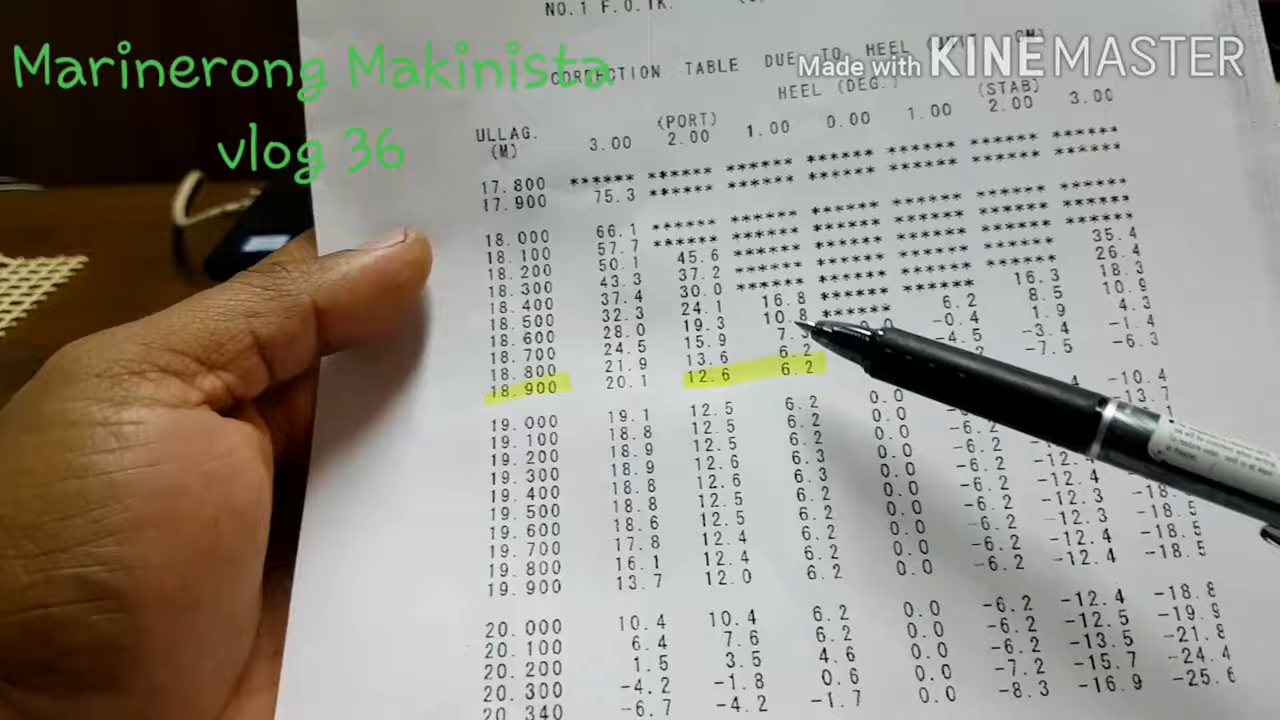 NO.1 F.O.TK.
Marinerong Makinista
vlog 36
Made with KINEMASTER
CORRECTION TABLE DUE TO HEEL
HEEL (DEG.)
ULLAG. (PORT) (STAB)
(M) 3.00 2.00 1.00 0.00 1.00 2.00 3.00
17.800 ****** ****** ****** ****** ****** ****** ******
17.900 75.3 ****** ****** ****** ****** ****** ******
18.000 66.1 ****** ****** ****** ****** ****** ******
18.100 57.7 ****** ****** ****** ****** ****** ******
18.200 50.1 45.6 ****** ****** ****** ****** ******
18.300 43.3 37.2 ****** ****** ****** ****** 35.4
18.400 37.4 30.0 ****** ****** ****** ****** 26.4
18.500 32.3 24.1 16.8 ****** ****** 16.3 18.3
18.600 28.0 19.3 10.8 ****** 6.2 8.5 10.9
18.700 24.5 15.9 -0.4 1.9 4.3
18.800 21.9 13.6 6.2 -4.5 -3.4 -1.4
18.900 20.1 12.6 6.2 -7.5 -6.3
19.000 19.1 12.5 6.2 0.0 -10.4
19.100 18.8 12.5 6.2 0.0 -13.7
19.200 18.9 12.5 6.2 0.0 -6.2
19.300 18.9 12.6 6.3 0.0 -6.2
19.400 18.8 12.6 6.3 0.0 -6.2 -12.4
19.500 18.8 12.5 6.2 0.0 -6.2 -12.4
19.600 18.6 12.5 6.2 0.0 -6.2 -12.3 -18.5
19.700 17.8 12.4 6.2 0.0 -6.2 -12.3 -18.5
19.800 16.1 12.4 6.2 0.0 -6.2 -12.4 -18.5
19.900 13.7 12.0 6.2 0.0 -6.2 -12.4 -18.5
20.000 10.4 10.4 6.2 0.0 -6.2 -12.4 -18.8
20.100 6.4 7.6 6.2 0.0 -6.2 -12.5 -19.9
20.200 1.5 3.5 4.6 0.0 -6.2 -13.5 -21.8
20.300 -4.2 -1.8 0.6 0.0 -7.2 -15.7 -24.4
20.340 -6.7 -4.2 -1.7 0.0 -8.3 -16.9 -25.6